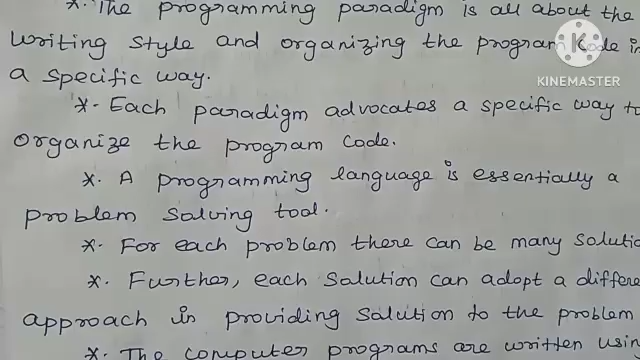 *. The programming paradigm is all about the
writing style and organizing the program code in
a specific way.
KINEMASTER
*. Each paradigm advocates a specific way to
organize the program code.
*. A programming language is essentially a
problem solving tool.
*. For each problem there can be many solutio
*. Further, each solution can adopt a differe
approach in providing solution to the problem
*. The computer programs are written usin